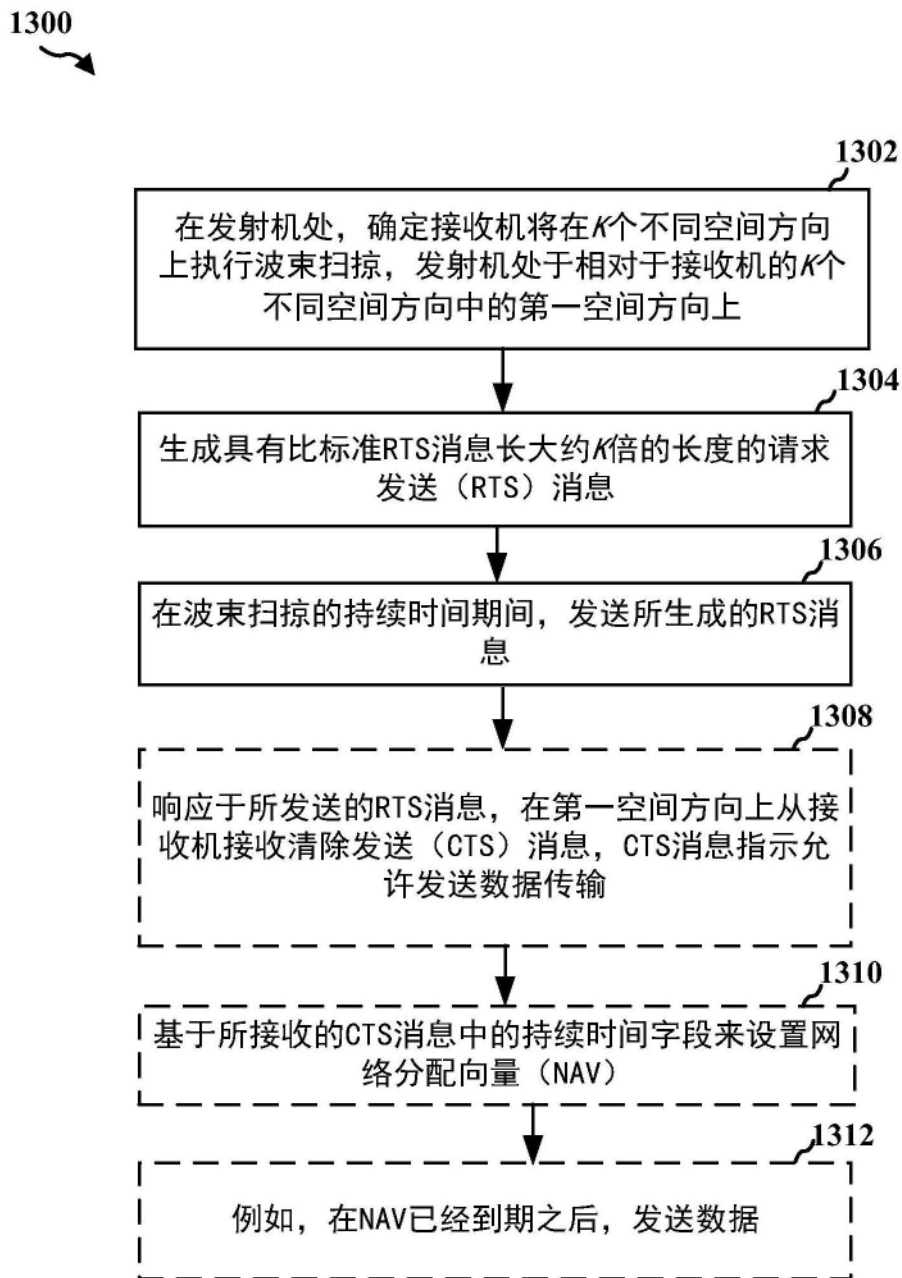 1300
1302
在发射机处，确定接收机将在K个不同空间方向
上执行波束扫掠，发射机处于相对于接收机的K个
不同空间方向中的第一空间方向上
1304
生成具有比标准RTS消息长大约K倍的长度的请求
发送（RTS）消息
1306
在波束扫掠的持续时间期间，发送所生成的RTS消
息
1308
响应于所发送的RTS消息，在第一空间方向上从接
收机接收清除发送（CTS）消息，CTS消息指示允
许发送数据传输
1310
基于所接收的CTS消息中的持续时间字段来设置网
络分配向量（NAV）
1312
例如，在NAV已经到期之后，发送数据